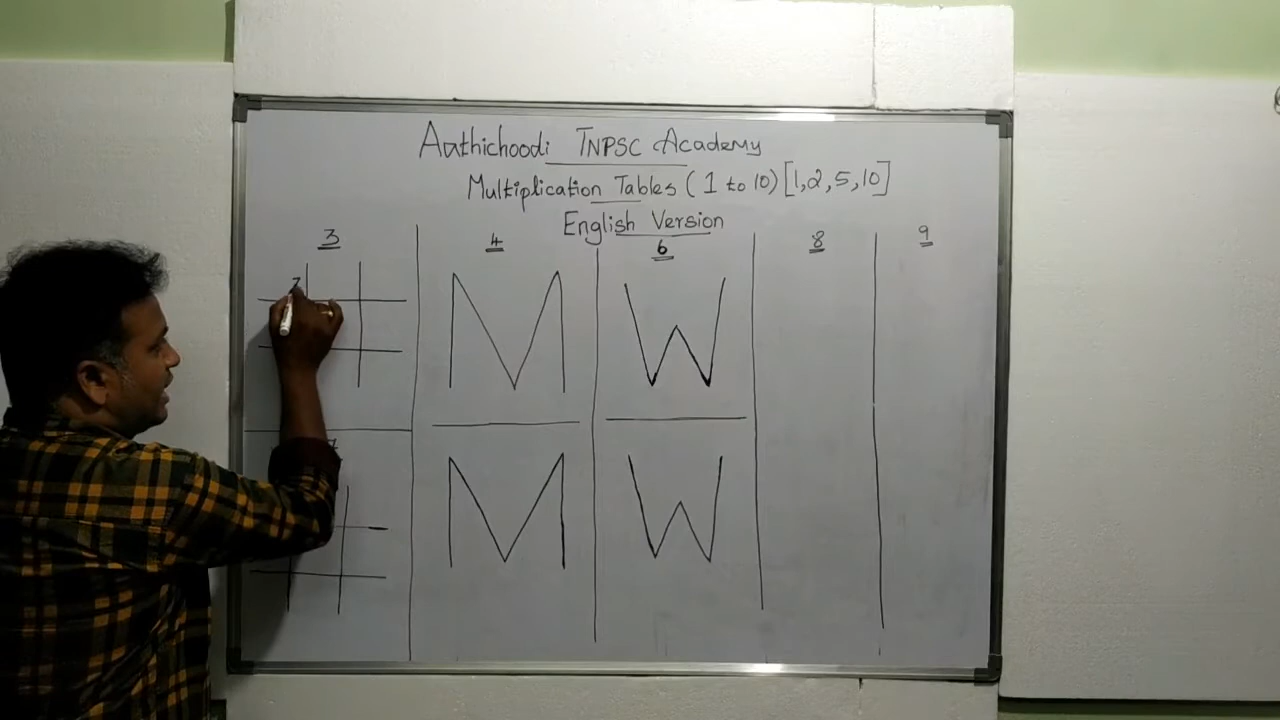 Aathichoodi TNPSC Academy
Multiplication Tables ( 1 to 10) [1,2,5,10]
English Version
3 4 6 8 9
M W
M W